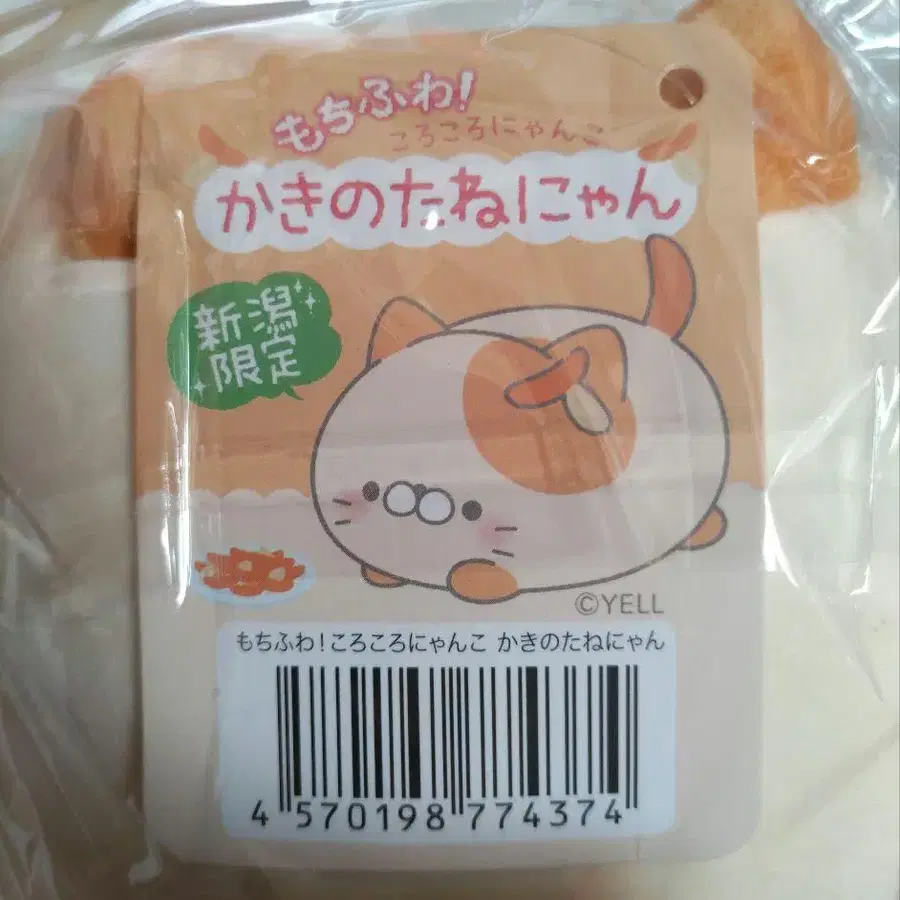 もちふわ!
ころころにゃんこ
かきのたねにゃん
新潟
限定
©YELL
もちふわ!ころころにゃんこ かきのたねにゃん
4 570198 774374